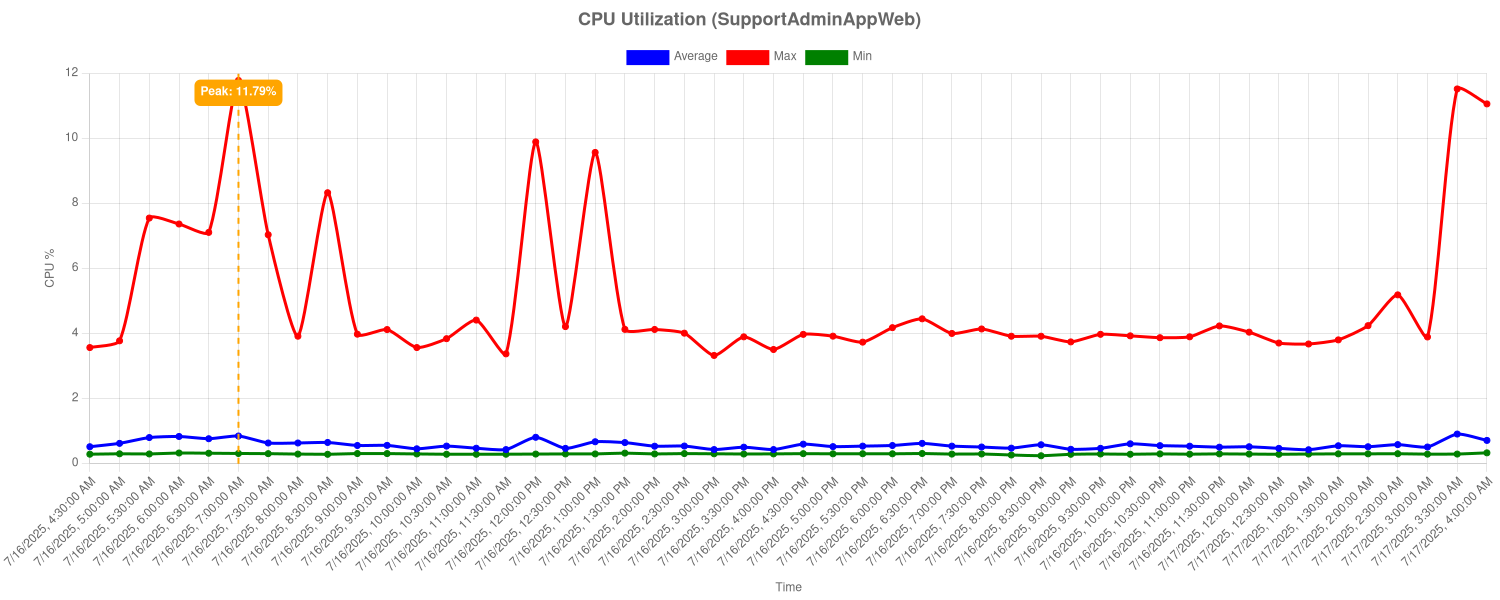 CPU Utilization (SupportAdminAppWeb)
Average Max Min
12
Peak: 11.79%
10
8
6
CPU %
4
2
0
7/16/2025, 4:30:00 AM
7/16/2025, 5:00:00 AM
7/16/2025, 5:30:00 AM
7/16/2025, 6:00:00 AM
7/16/2025, 6:30:00 AM
7/16/2025, 7:00:00 AM
7/16/2025, 7:30:00 AM
7/16/2025, 8:00:00 AM
7/16/2025, 8:30:00 AM
7/16/2025, 9:00:00 AM
7/16/2025, 9:30:00 AM
7/16/2025, 10:00:00 AM
7/16/2025, 10:30:00 AM
7/16/2025, 11:00:00 AM
7/16/2025, 11:30:00 AM
7/16/2025, 12:00:00 PM
7/16/2025, 12:30:00 PM
7/16/2025, 1:00:00 PM
7/16/2025, 1:30:00 PM
7/16/2025, 2:00:00 PM
7/16/2025, 2:30:00 PM
7/16/2025, 3:00:00 PM
7/16/2025, 3:30:00 PM
7/16/2025, 4:00:00 PM
7/16/2025, 4:30:00 PM
7/16/2025, 5:00:00 PM
7/16/2025, 5:30:00 PM
7/16/2025, 6:00:00 PM
7/16/2025, 6:30:00 PM
7/16/2025, 7:00:00 PM
7/16/2025, 7:30:00 PM
7/16/2025, 8:00:00 PM
7/16/2025, 8:30:00 PM
7/16/2025, 9:00:00 PM
7/16/2025, 9:30:00 PM
7/16/2025, 10:00:00 PM
7/16/2025, 10:30:00 PM
7/16/2025, 11:00:00 PM
7/16/2025, 11:30:00 PM
7/17/2025, 12:00:00 AM
7/17/2025, 12:30:00 AM
7/17/2025, 1:00:00 AM
7/17/2025, 1:30:00 AM
7/17/2025, 2:00:00 AM
7/17/2025, 2:30:00 AM
7/17/2025, 3:00:00 AM
7/17/2025, 3:30:00 AM
7/17/2025, 4:00:00 AM
Time